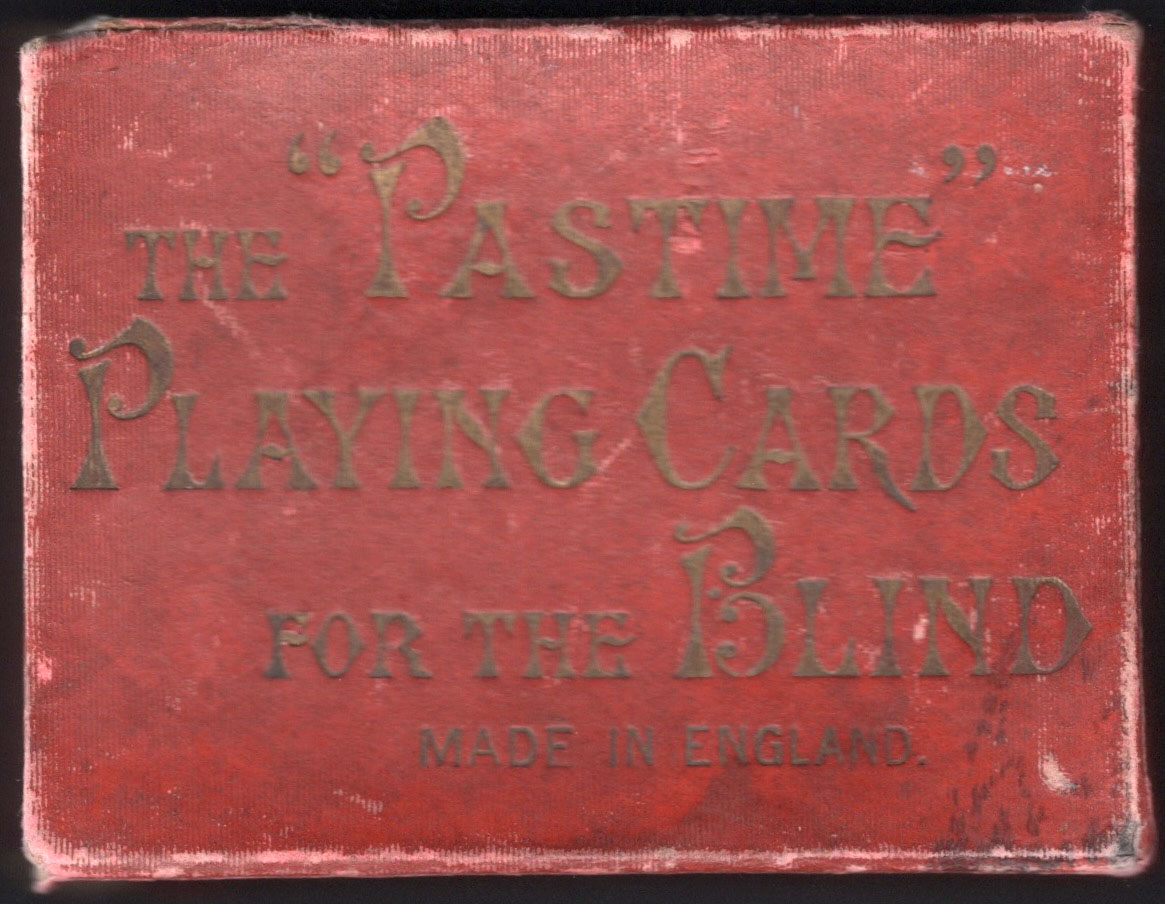 THE “PASTIME”
PLAYING CARDS
FOR THE BLIND
MADE IN ENGLAND.